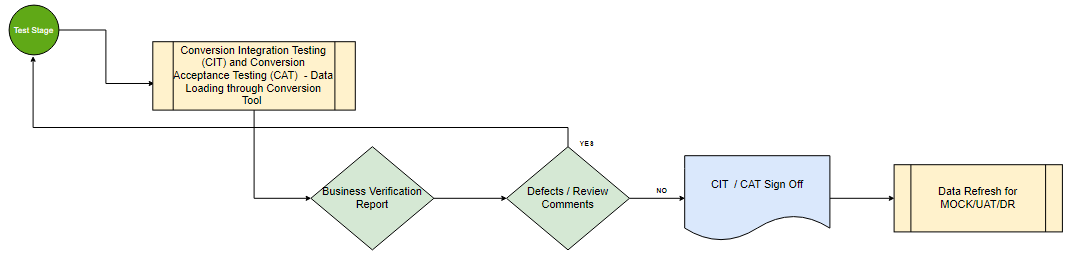 Test Stage
Conversion Integration Testing
(CIT) and Conversion
Acceptance Testing (CAT)  - Data
Loading through Conversion
Tool
YES
Business Verification
Report
Defects / Review
Comments
NO
CIT  / CAT Sign Off
Data Refresh for
MOCK/UAT/DR